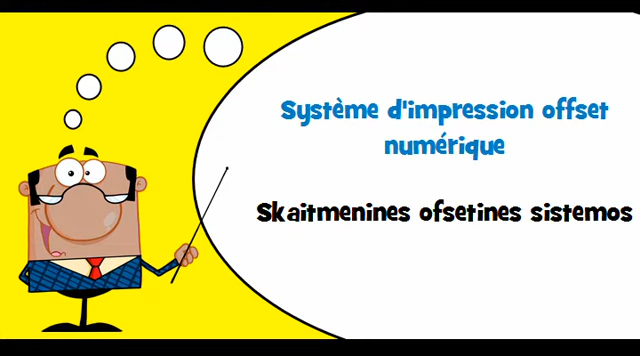 Système d'impression offset
numérique
Skaitmenines ofsetines sistemos